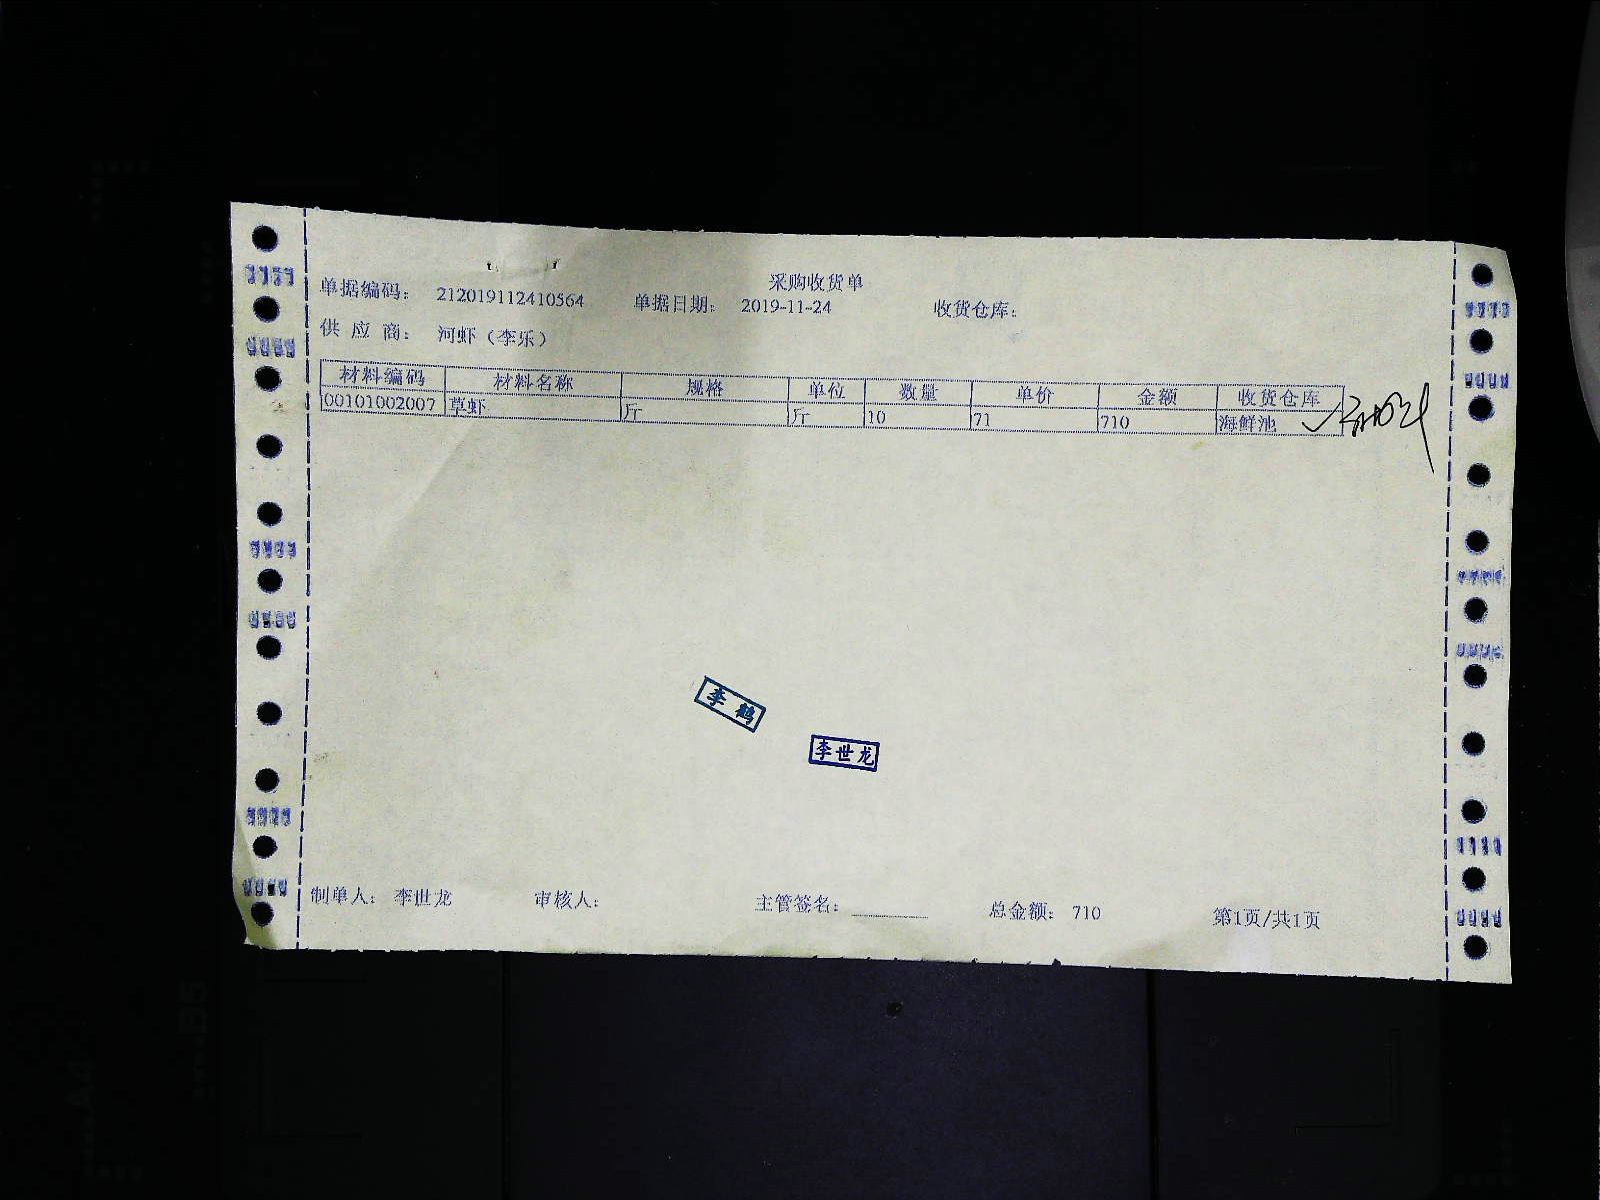 采购收货单
单据编码： 212019112410564 单据日期： 2019-11-24 收货仓库：
供 应 商： 河虾（李乐）
材料编码 材料名称 规格 单位 数量 单价 金额 收货仓库
00101002007 草虾 斤 斤 10 71 710 海鲜池
李鹤
李世龙
制单人： 李世龙 审核人： 主管签名： 总金额： 710 第1页/共1页